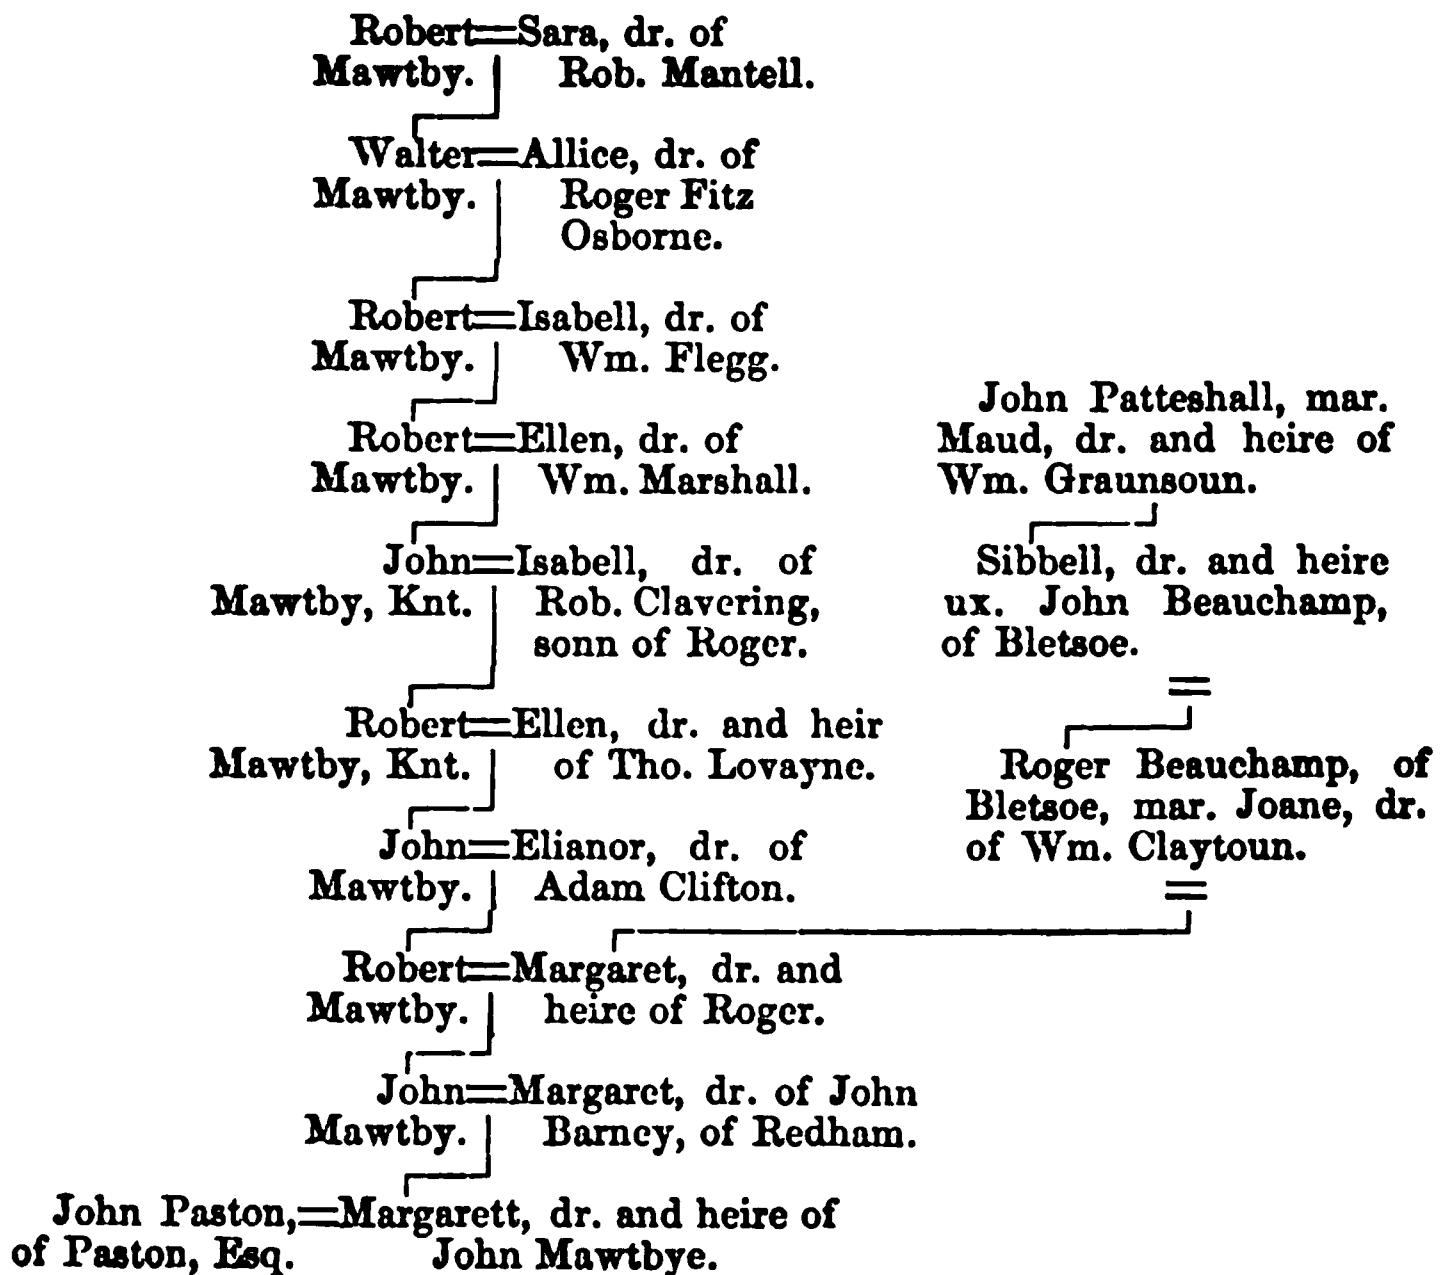 Robert=Sara, dr. of
Mawtby. Rob. Mantell.
Walter=Allice, dr. of
Mawtby. Roger Fitz
Osborne.
Robert=Isabell, dr. of
Mawtby. Wm. Flegg.
Robert=Ellen, dr. of
Mawtby. Wm. Marshall.
John=Isabell, dr. of
Mawtby, Knt. Rob. Clavering,
sonn of Roger.
Robert=Ellen, dr. and heir
Mawtby, Knt. of Tho. Lovayne.
John=Elianor, dr. of
Mawtby. Adam Clifton.
John Patteshall, mar.
Maud, dr. and heire of
Wm. Graunsoun.
Sibbell, dr. and heire
ux. John Beauchamp,
of Bletsoe.
=
Roger Beauchamp, of
Bletsoe, mar. Joane, dr.
of Wm. Claytoun.
=
Robert=Margaret, dr. and
Mawtby. heire of Roger.
John=Margaret, dr. of John
Mawtby. Barney, of Redham.
John Paston,=Margarett, dr. and heire of
of Paston, Esq. John Mawtbye.